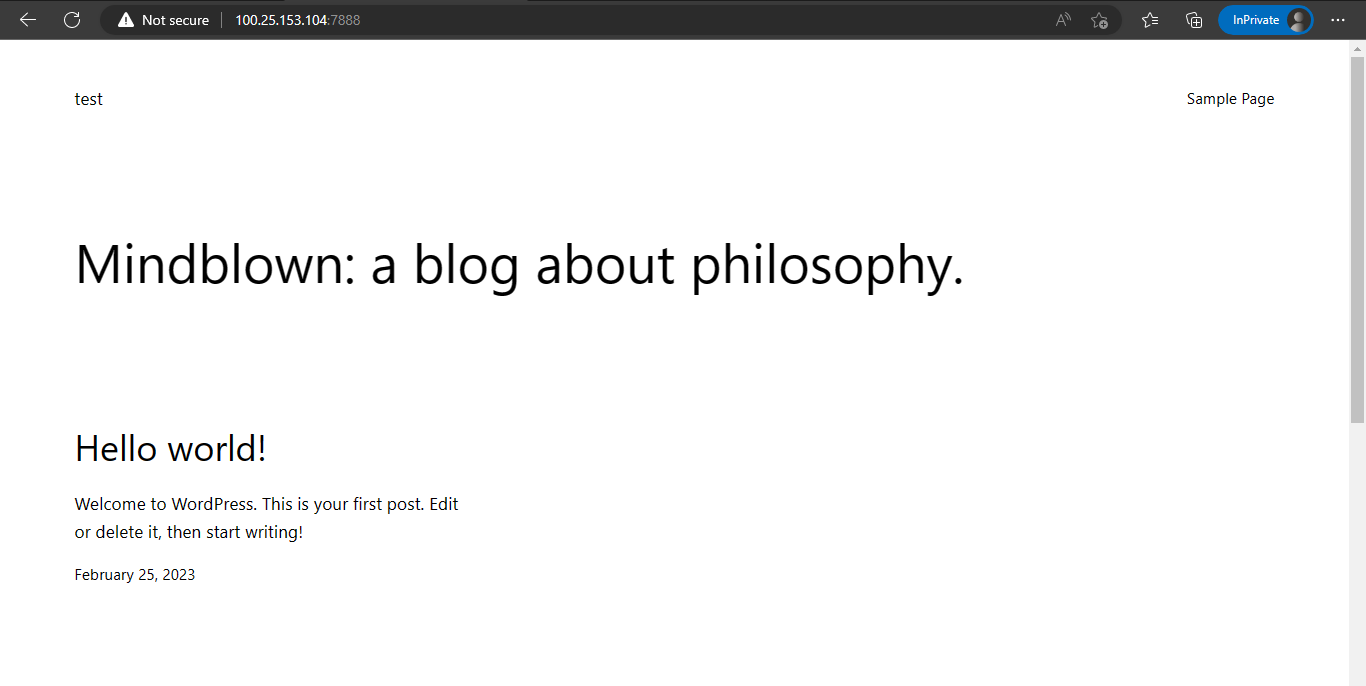 Not secure 100.25.153.104:7888 InPrivate
test Sample Page
Mindblown: a blog about philosophy.
Hello world!
Welcome to WordPress. This is your first post. Edit
or delete it, then start writing!
February 25, 2023